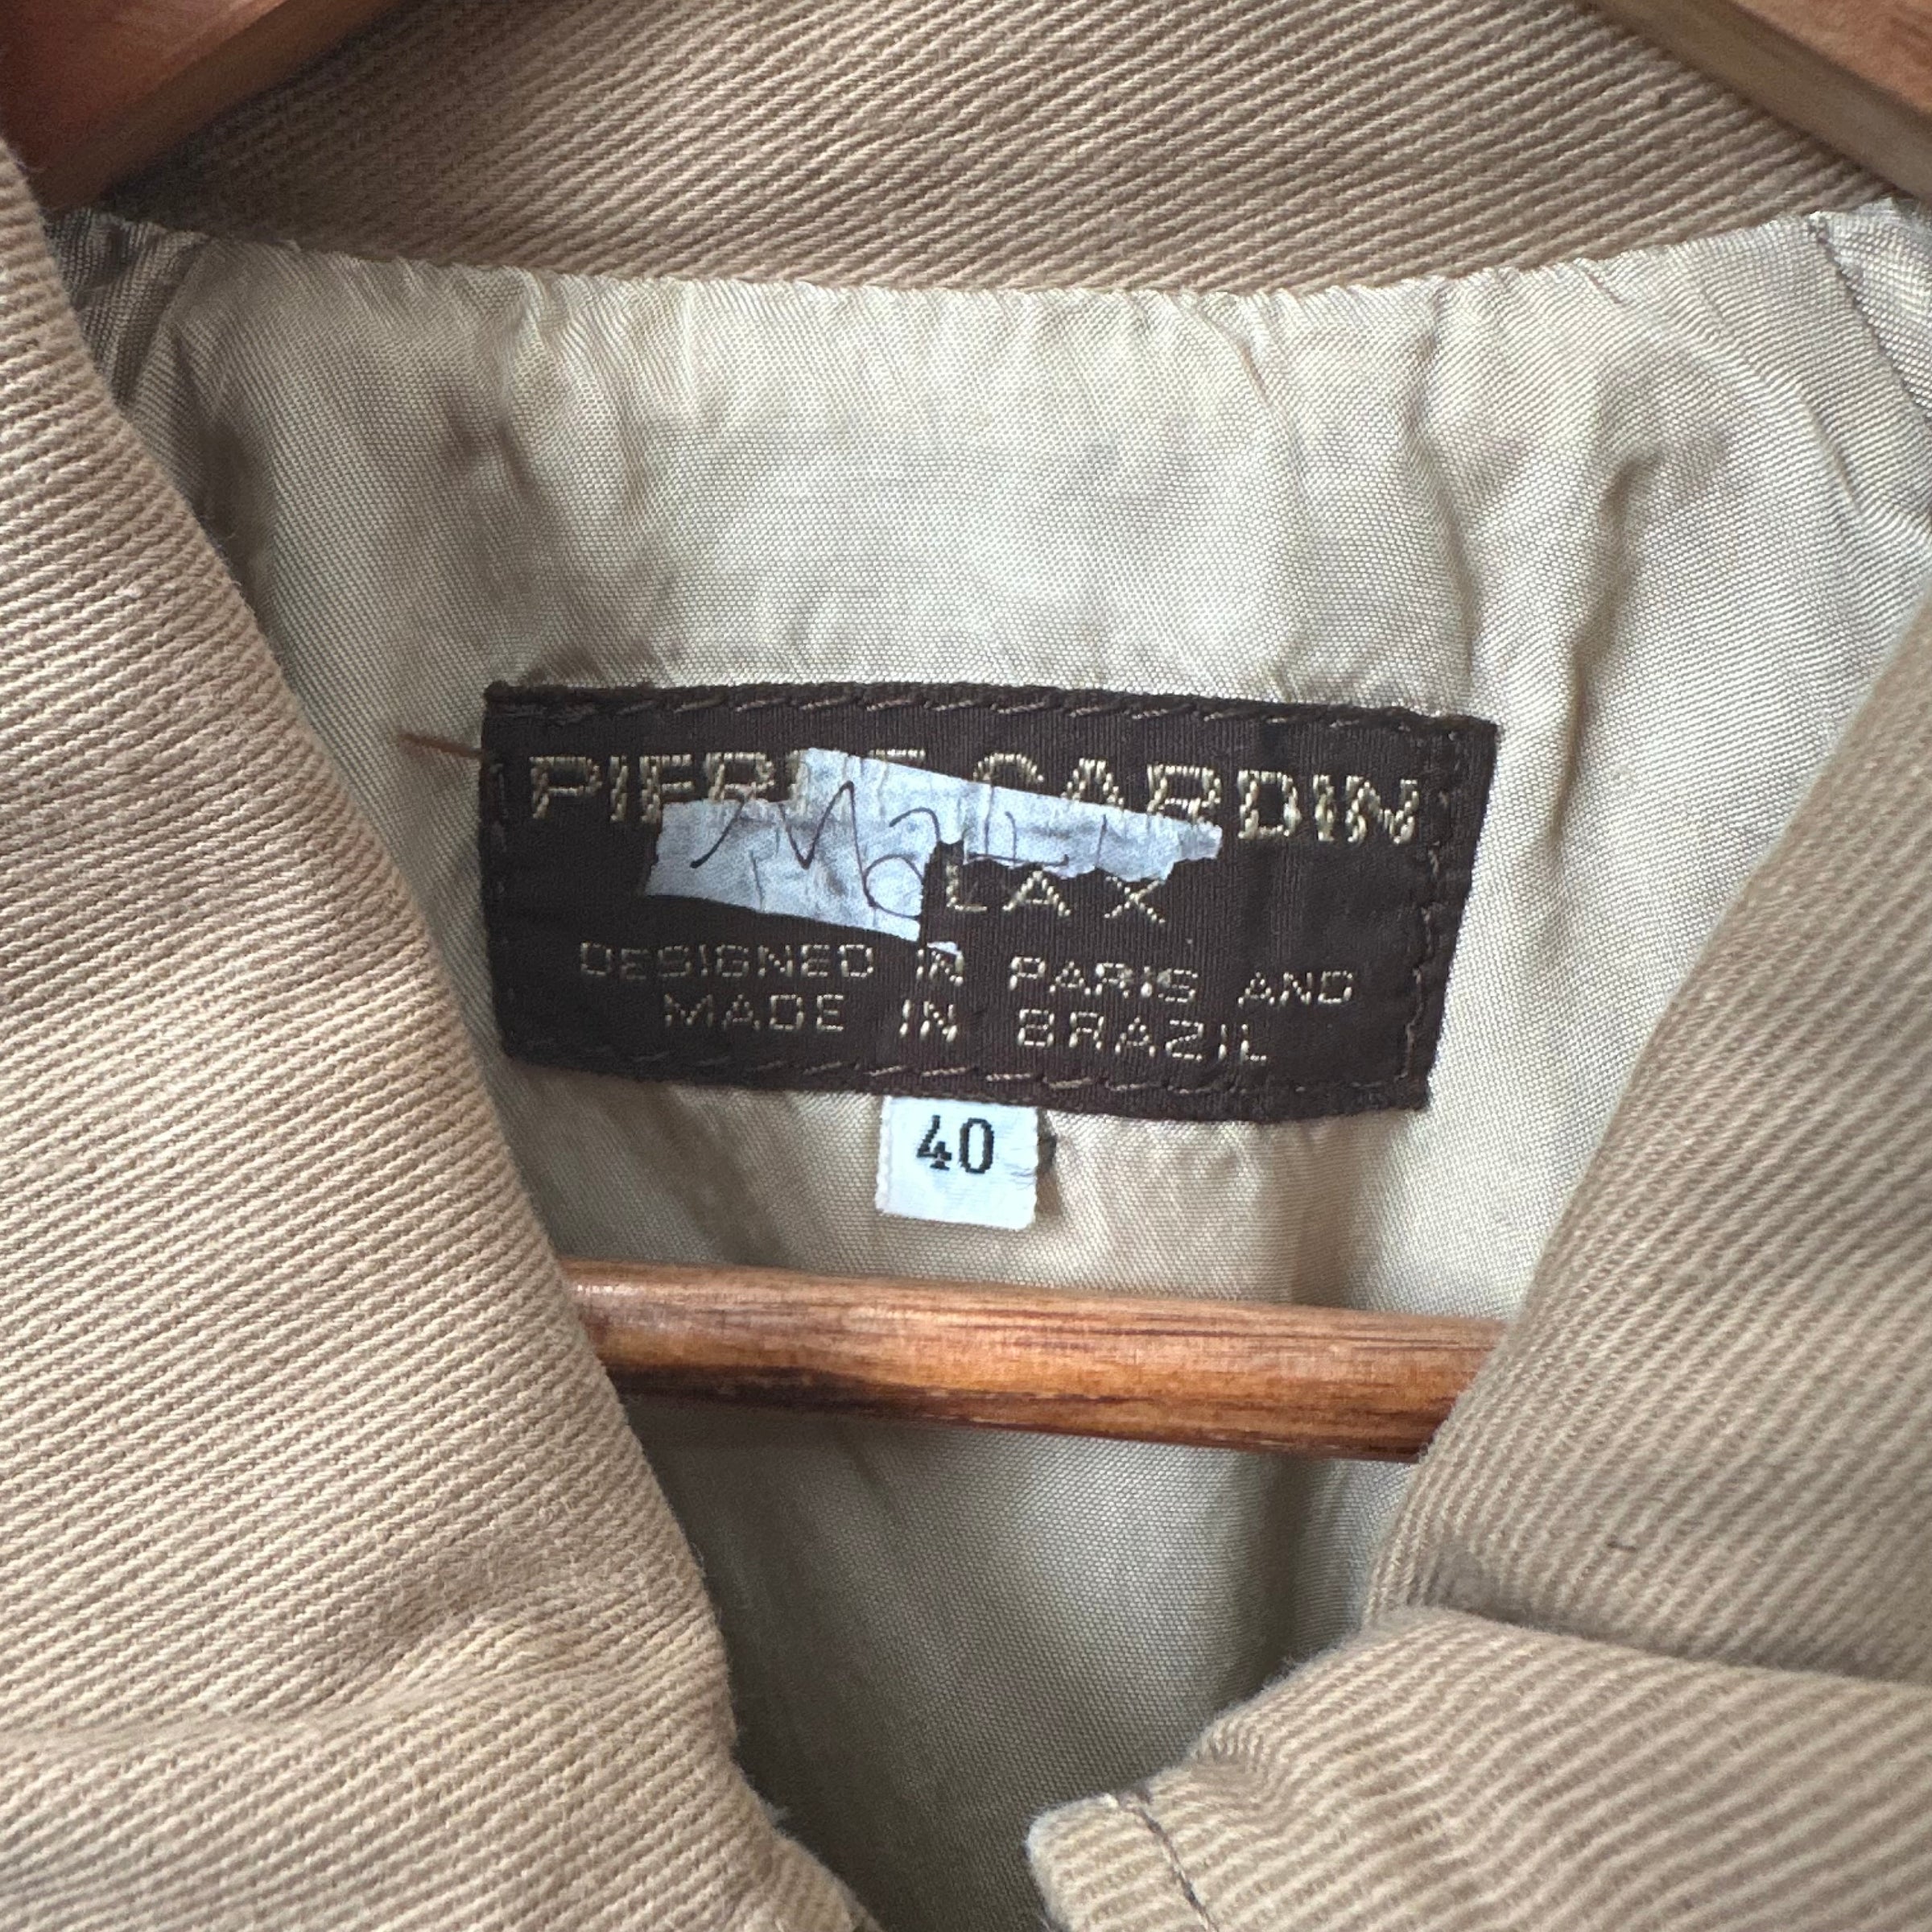 PIERRE CARDIN
LAX
DESIGNED IN PARIS AND
MADE IN BRAZIL
40